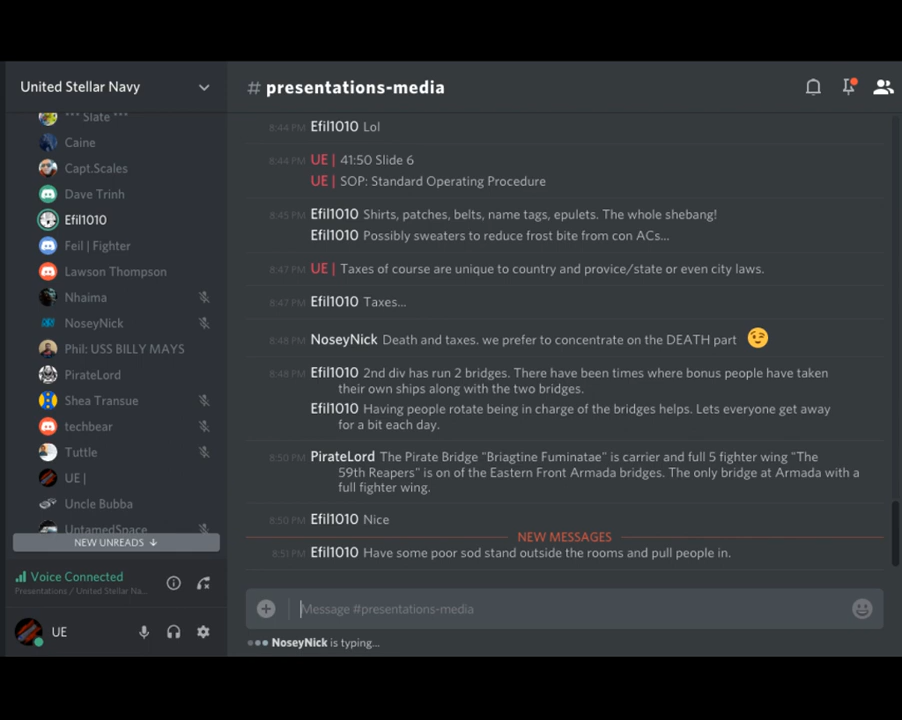 United Stellar Navy
*** Slate ***
Caine
Capt.Scales
Dave Trinh
Efil1010
Feil | Fighter
Lawson Thompson
Nhaima
NoseyNick
Phil: USS BILLY MAYS
PirateLord
Shea Transue
techbear
Tuttle
UE |
Uncle Bubba
UntamedSpace
NEW UNREADS ↓
Voice Connected
Presentations / United Stellar Na...
UE
# presentations-media
8:44 PM Efil1010 Lol
8:44 PM UE | 41:50 Slide 6
UE | SOP: Standard Operating Procedure
8:45 PM Efil1010 Shirts, patches, belts, name tags, epulets. The whole shebang!
Efil1010 Possibly sweaters to reduce frost bite from con ACs...
8:47 PM UE | Taxes of course are unique to country and provice/state or even city laws.
8:47 PM Efil1010 Taxes...
8:48 PM NoseyNick Death and taxes. we prefer to concentrate on the DEATH part 😉
8:48 PM Efil1010 2nd div has run 2 bridges. There have been times where bonus people have taken
their own ships along with the two bridges.
Efil1010 Having people rotate being in charge of the bridges helps. Lets everyone get away
for a bit each day.
8:50 PM PirateLord The Pirate Bridge "Briagtine Fuminatae" is carrier and full 5 fighter wing "The
59th Reapers" is on of the Eastern Front Armada bridges. The only bridge at Armada with a
full fighter wing.
8:50 PM Efil1010 Nice
NEW MESSAGES
8:51 PM Efil1010 Have some poor sod stand outside the rooms and pull people in.
Message #presentations-media
NoseyNick is typing...